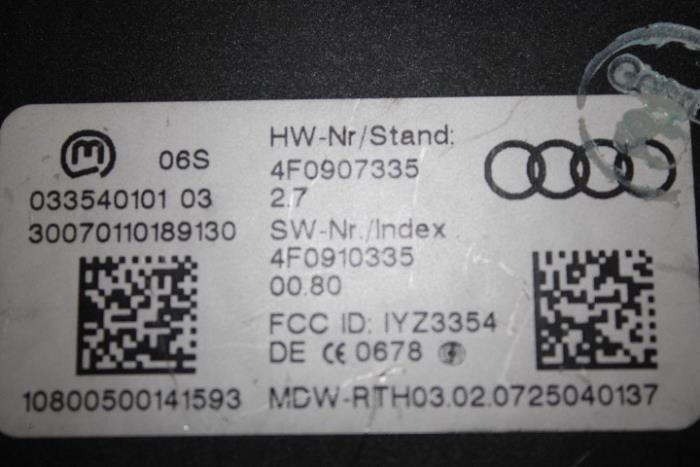 06S
033540101 03
30070110189130
10800500141593
HW-Nr/Stand:
4F0907335
2.7
SW-Nr./Index
4F0910335
00.80
FCC ID: IYZ3354
DE CE 0678
MDW-RTH03.02.0725040137